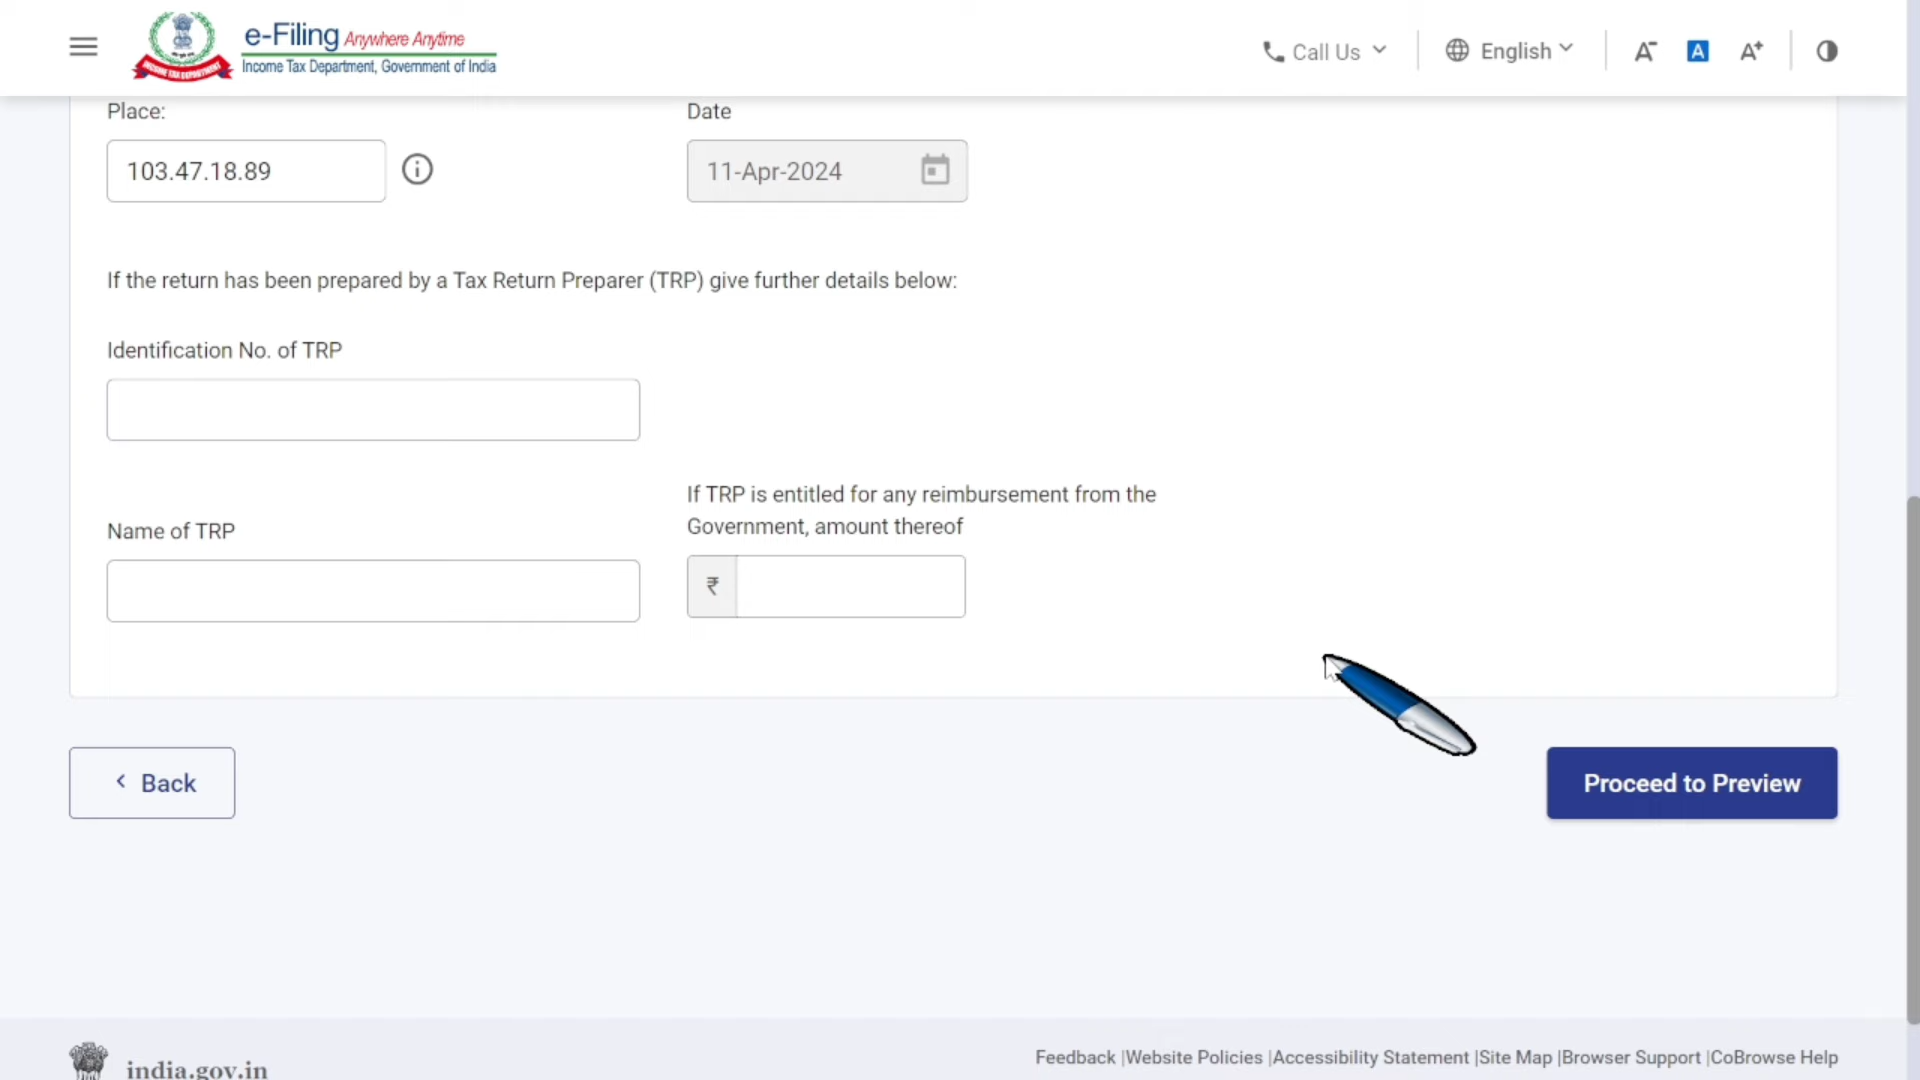 e-Filing Anywhere Anytime
Income Tax Department, Government of India
INCOME TAX DEPARTMENT
Call Us
English
A-
A
A+
Place:
Date
103.47.18.89
11-Apr-2024
If the return has been prepared by a Tax Return Preparer (TRP) give further details below:
Identification No. of TRP
If TRP is entitled for any reimbursement from the
Government, amount thereof
Name of TRP
₹
Back
Proceed to Preview
india.gov.in
Feedback |Website Policies |Accessibility Statement |Site Map |Browser Support |CoBrowse Help